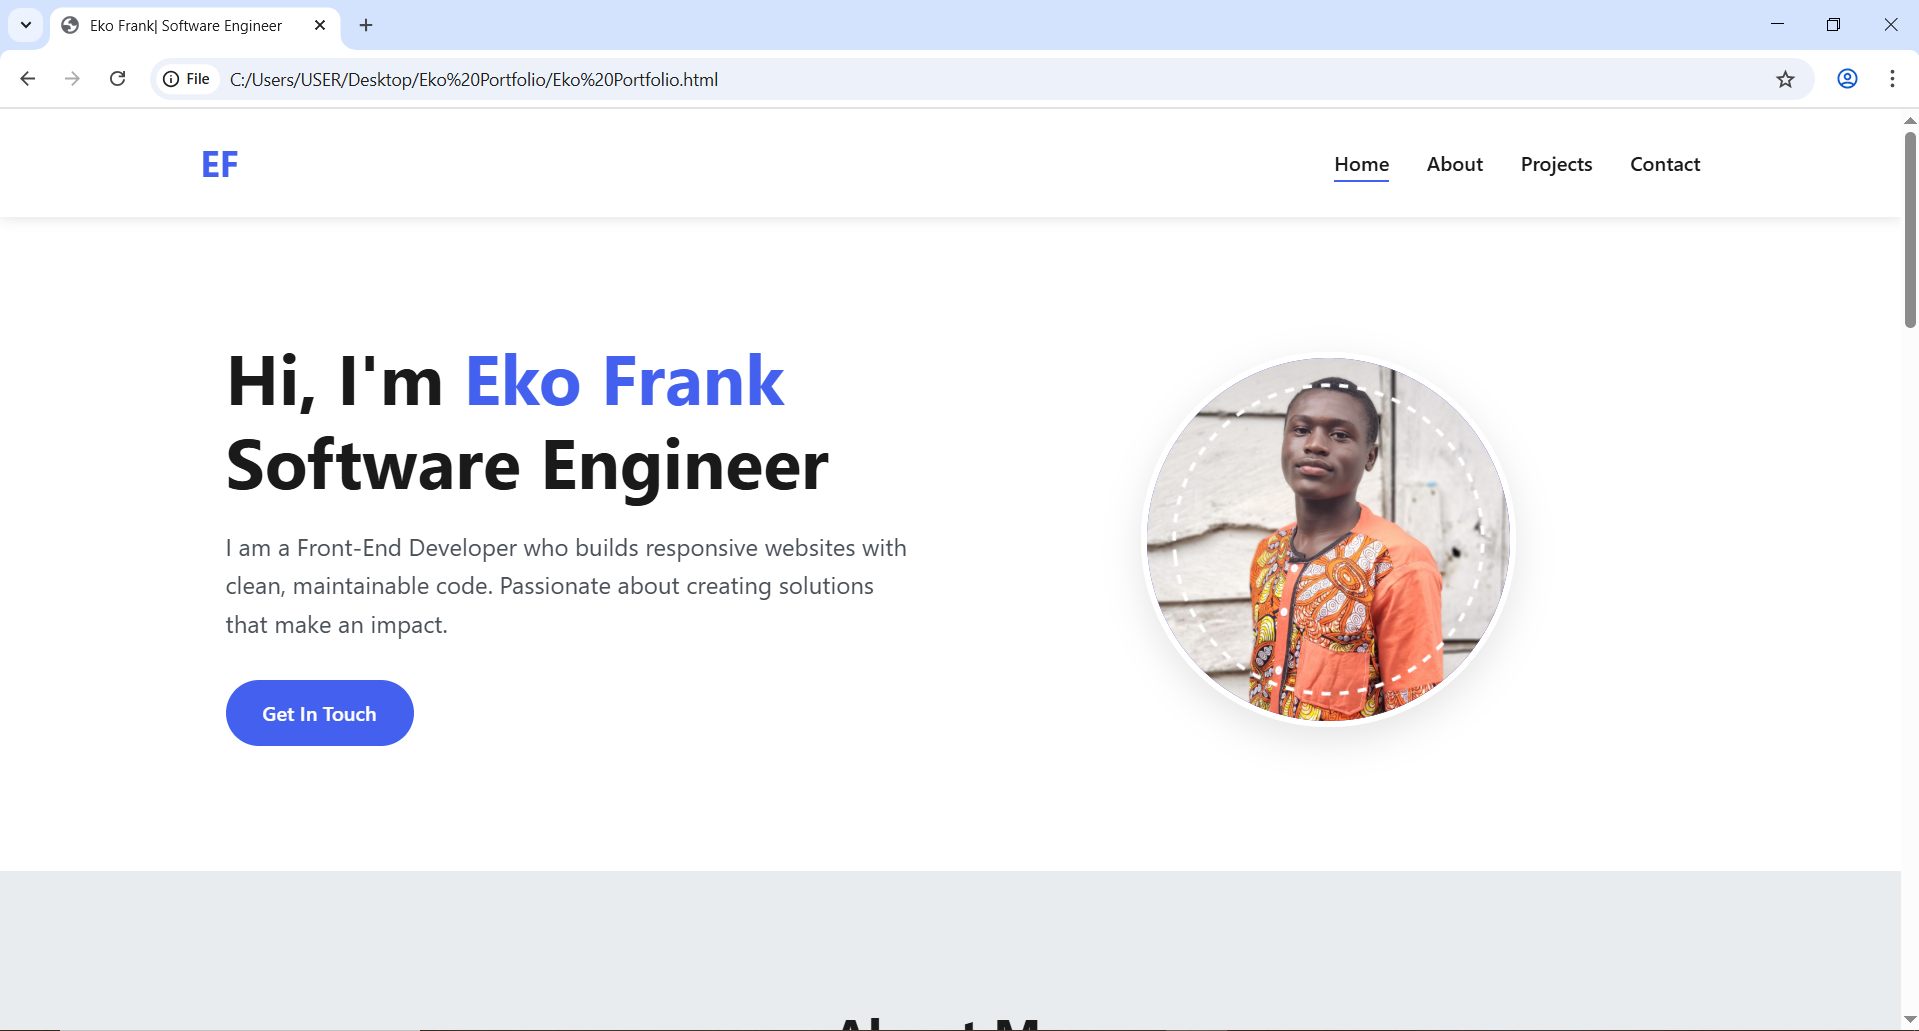 Eko Frank| Software Engineer
File
C:/Users/USER/Desktop/Eko%20Portfolio/Eko%20Portfolio.html
EF
Home
About
Projects
Contact
Hi, I'm Eko Frank
Software Engineer
I am a Front-End Developer who builds responsive websites with
clean, maintainable code. Passionate about creating solutions
that make an impact.
Get In Touch